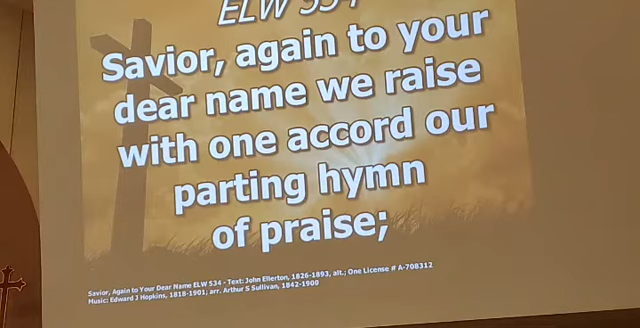 ELW 534
Savior, again to your
dear name we raise
with one accord our
parting hymn
of praise;
Savior, Again to Your Dear Name ELW 534 - Text: John Ellerton, 1826-1893, alt.; One License # A-708312
Music: Edward J Hopkins, 1818-1901; arr. Arthur S Sullivan, 1842-1900